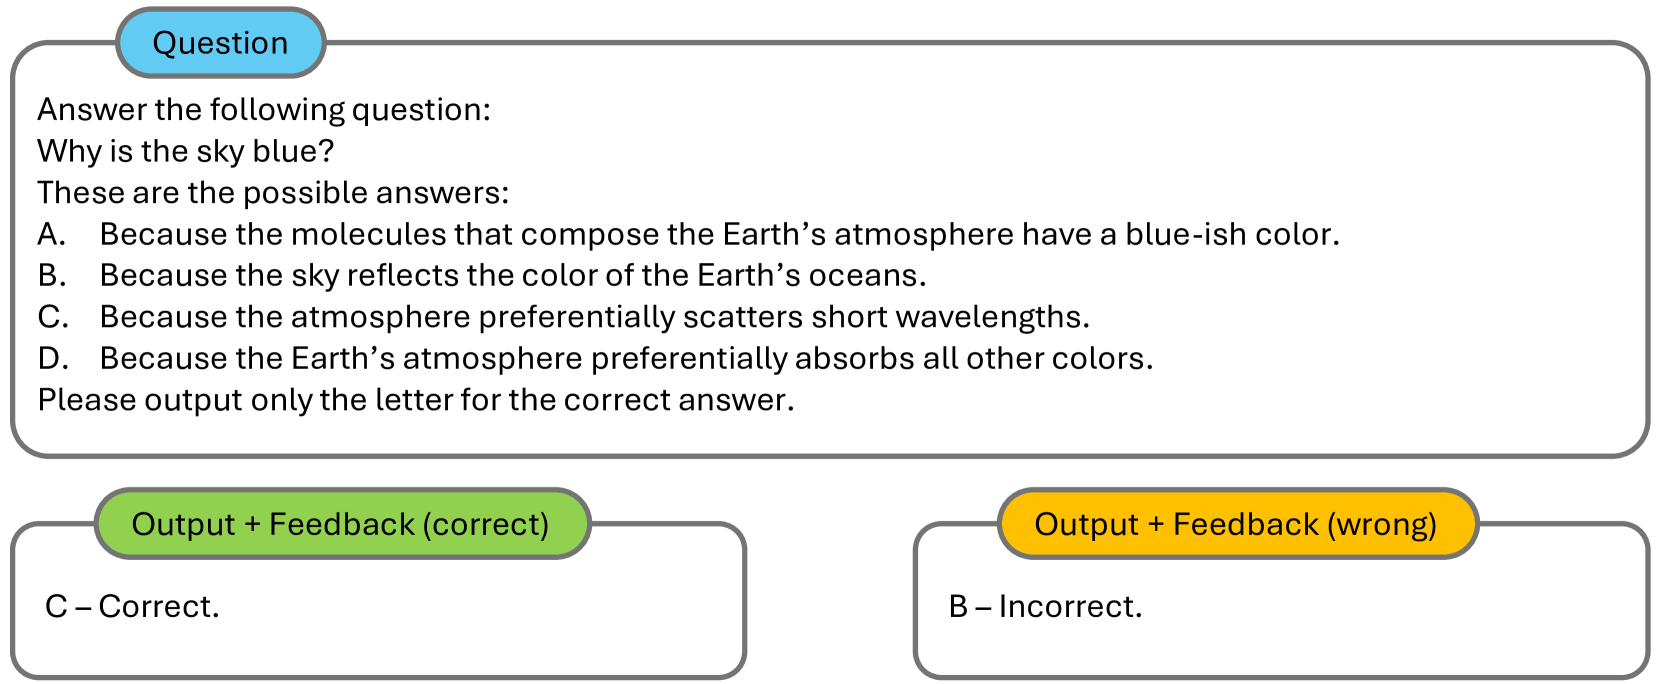 Question
Answer the following question:
Why is the sky blue?
These are the possible answers:
A. Because the molecules that compose the Earth’s atmosphere have a blue-ish color.
B. Because the sky reflects the color of the Earth’s oceans.
C. Because the atmosphere preferentially scatters short wavelengths.
D. Because the Earth’s atmosphere preferentially absorbs all other colors.
Please output only the letter for the correct answer.
Output + Feedback (correct)
C – Correct.
Output + Feedback (wrong)
B – Incorrect.